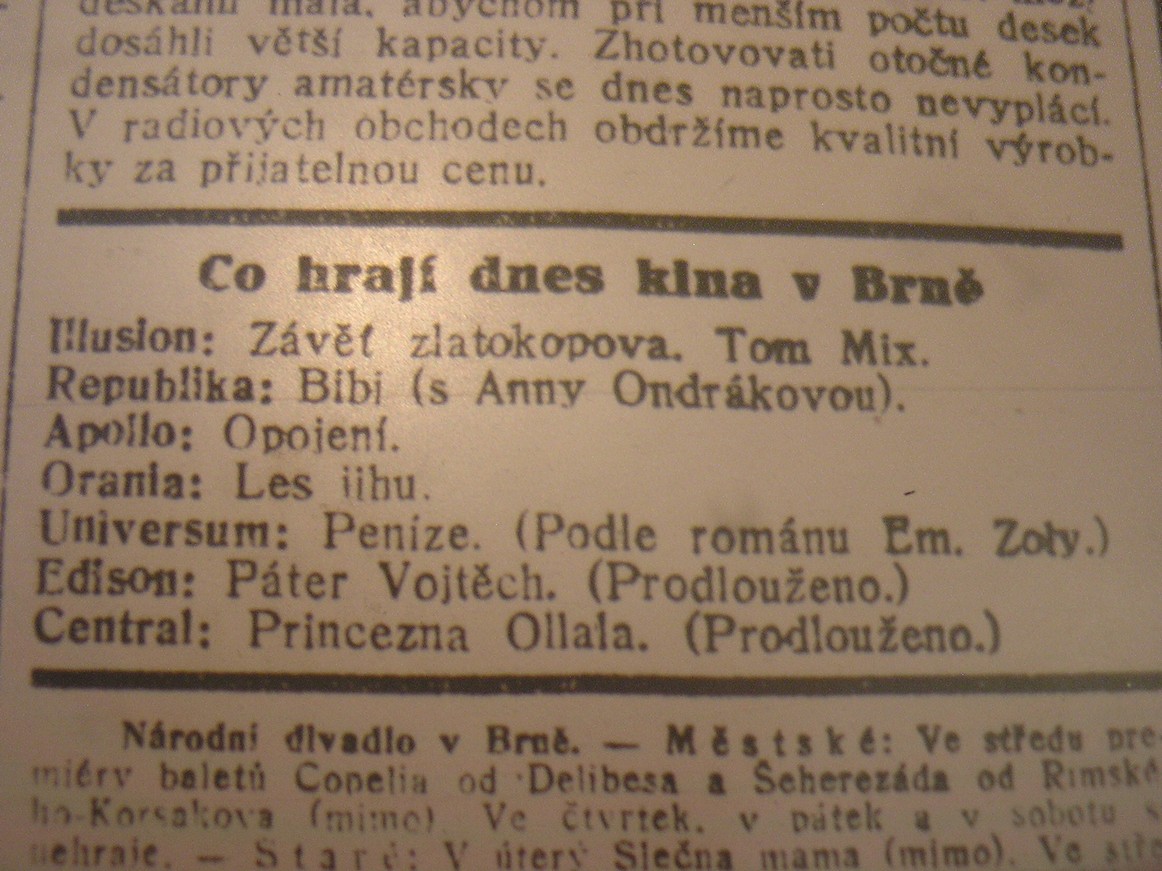 deskami malá, abychom při menším počtu desek
dosáhli větší kapacity. Zhotovovati otočné kon-
densátory amatérsky se dnes naprosto nevyplácí.
V radiových obchodech obdržíme kvalitní výrob-
ky za přijatelnou cenu.
Co hrají dnes kina v Brně
Illusion: Závěť zlatokopova. Tom Mix.
Republika: Bibi (s Anny Ondrákovou).
Apollo: Opojení.
Orania: Les jihu.
Universum: Peníze. (Podle románu Em. Zoly.)
Edison: Páter Vojtěch. (Prodlouženo.)
Central: Princezna Ollala. (Prodlouženo.)
Národní divadlo v Brně. — Městské: Ve středu pre-
miéry baletů Copelia od Delibesa a Šeherezáda od Rimské-
ho-Korsakova (mimo). Ve čtvrtek, v pátek a v sobotu se
nehraje. — Staré: V úterý Slečna mama (mimo). Ve stře